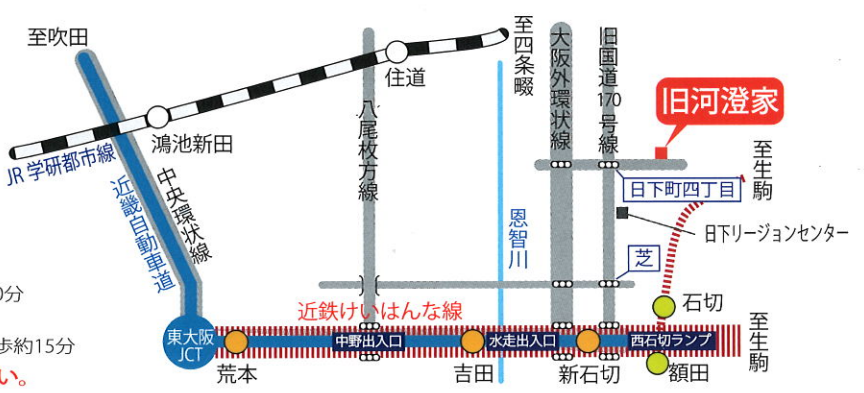 至吹田
住道
至四条畷
大阪外環状線
旧国道170号線
旧河澄家
鴻池新田
八尾枚方線
JR学研都市線
中央環状線
近畿自動車道
至生駒
日下町四丁目
恩智川
日下リージョンセンター
芝
0分
近鉄けいはんな線
石切
歩約15分
い。
東大阪
JCT
中野出入口
水走出入口
西石切ランプ
至生駒
荒本
吉田
新石切
額田